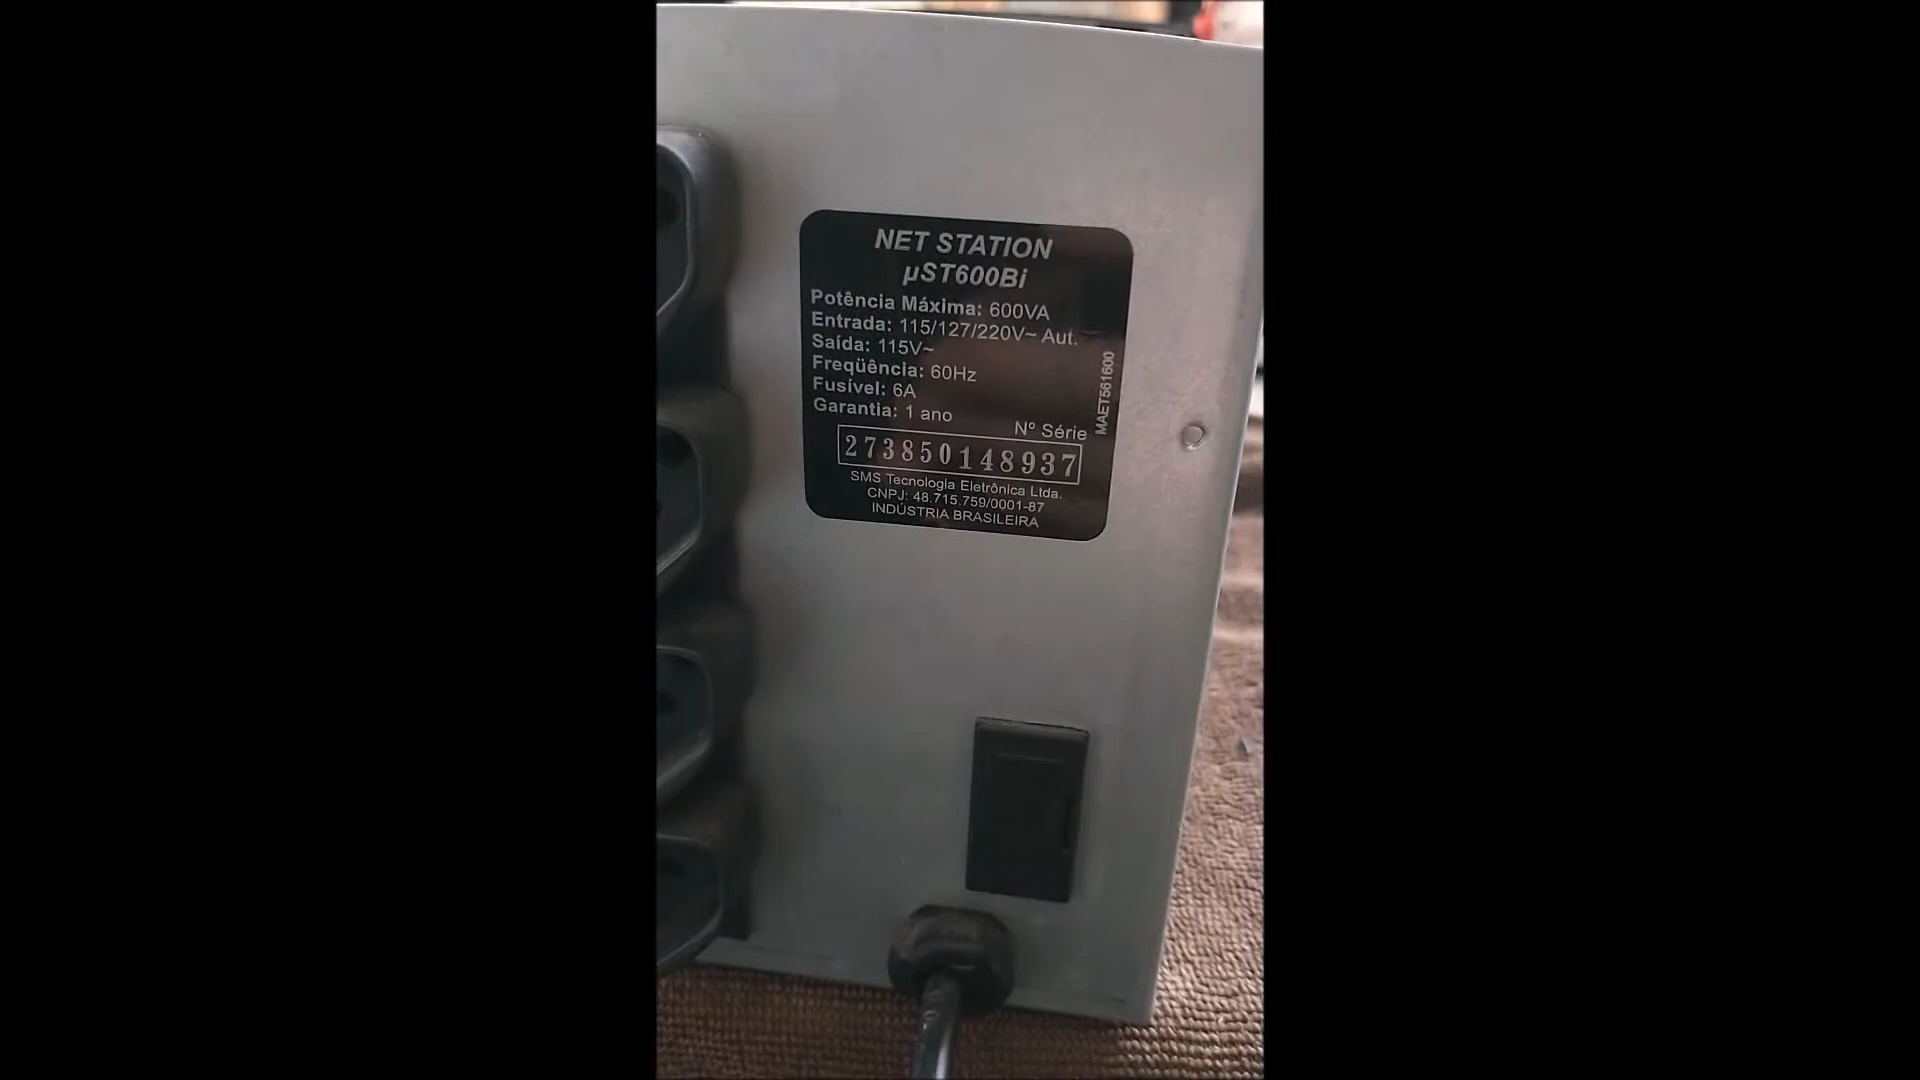 NET STATION
µST600Bi
Potência Máxima: 600VA
Entrada: 115/127/220V~ Aut.
Saída: 115V~
Freqüência: 60Hz
Fusível: 6A
Garantia: 1 ano
Nº Série
273850148937
SMS Tecnologia Eletrônica Ltda.
CNPJ: 48.715.759/0001-87
INDÚSTRIA BRASILEIRA
MAET561600